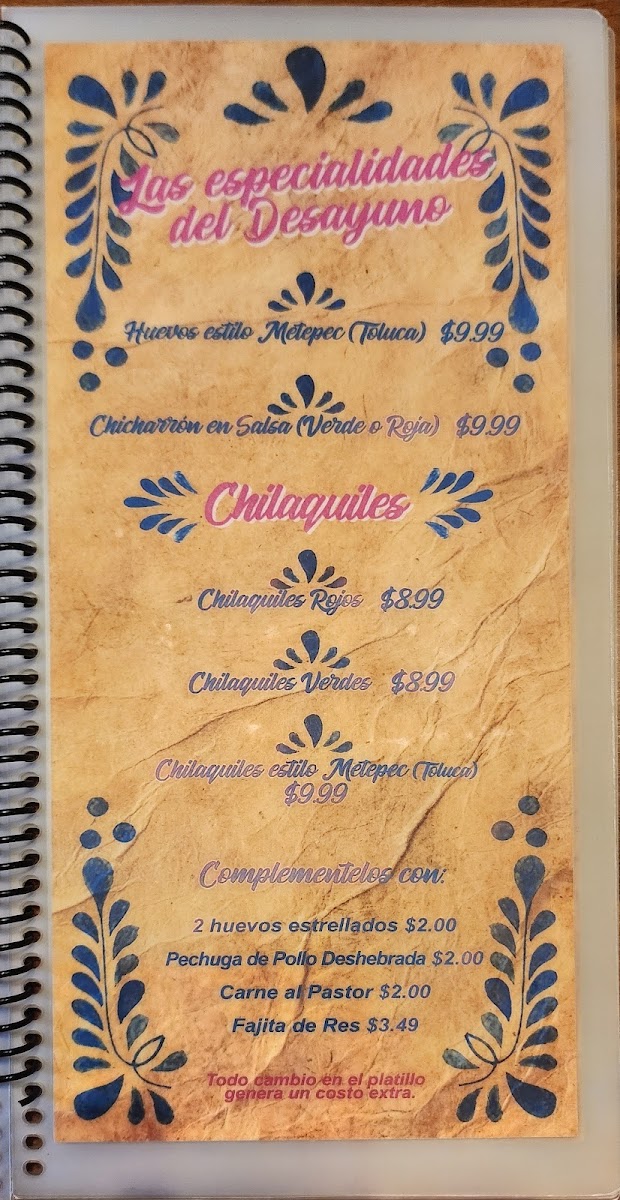 Las especialidades
del Desayuno
Huevos estilo Metepec (Toluca) $9.99
Chicharrón en Salsa (Verde o Roja) $9.99
Chilaquiles
Chilaquiles Rojos $8.99
Chilaquiles Verdes $8.99
Chilaquiles estilo Metepec (Toluca)
$9.99
Complementelos con:
2 huevos estrellados $2.00
Pechuga de Pollo Deshebrada $2.00
Carne al Pastor $2.00
Fajita de Res $3.49
Todo cambio en el platillo
genera un costo extra.